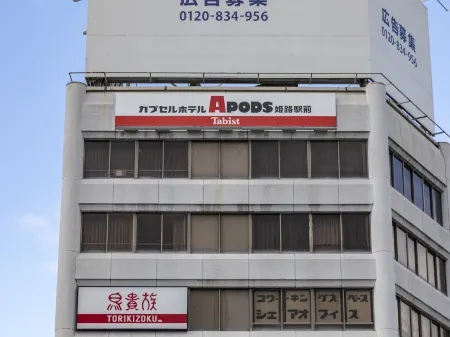 広告募集
0120-834-956
広告募集
0120-834-956
カプセルホテル APODS 姫路駅前
Tabist
鳥貴族
TORIKIZOKU
コワーキングスペース
シェアオフィス